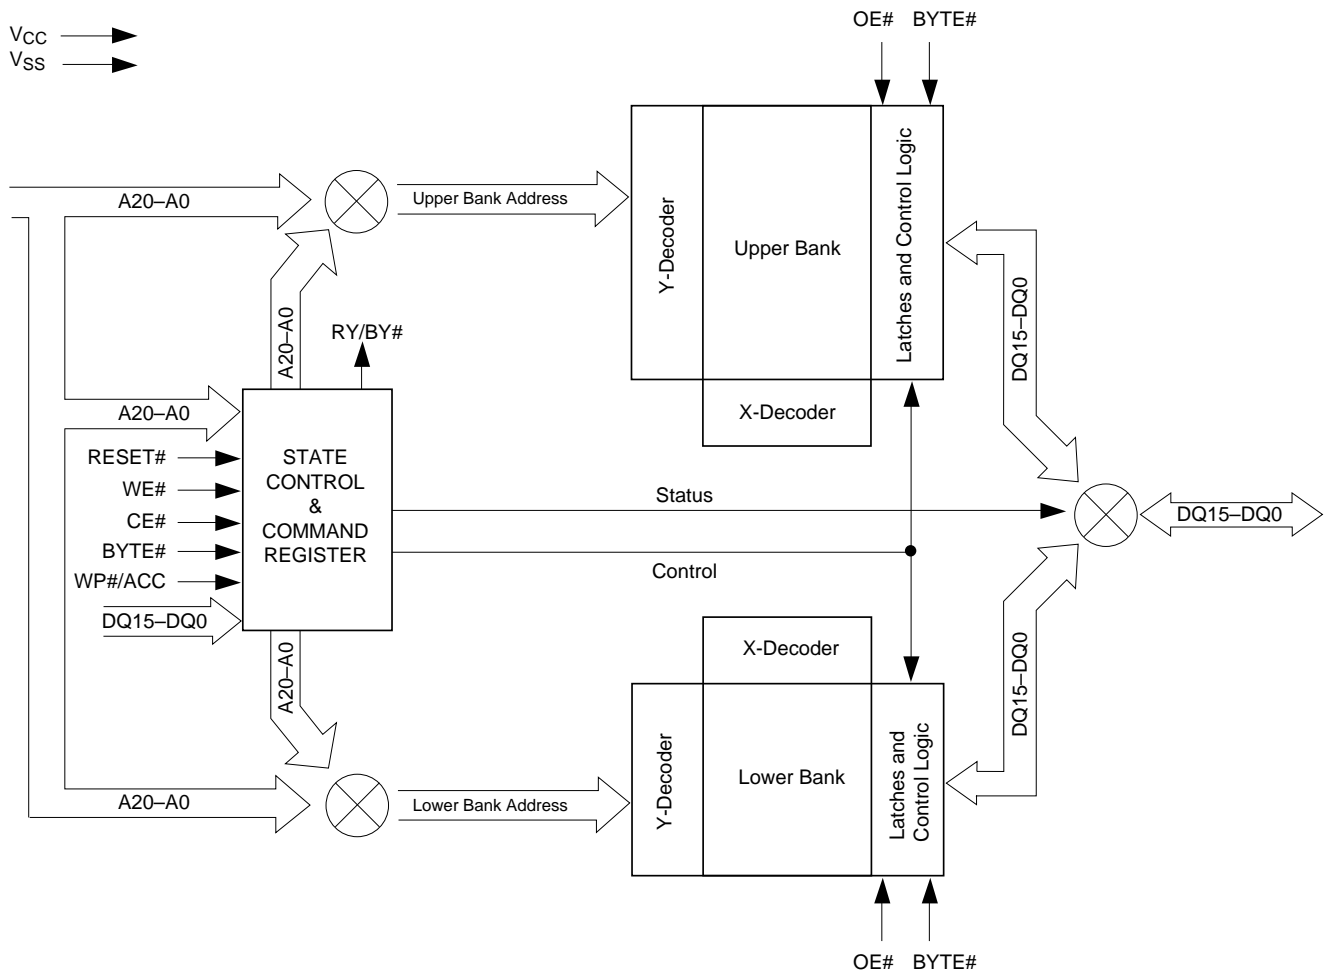 VCC
VSS
OE# BYTE#
A20–A0
Upper Bank Address
Y-Decoder
Upper Bank
Latches and Control Logic
X-Decoder
DQ15–DQ0
A20–A0
RY/BY#
A20–A0
RESET#
WE#
CE#
BYTE#
WP#/ACC
DQ15–DQ0
STATE
CONTROL
&
COMMAND
REGISTER
Status
Control
DQ15–DQ0
A20–A0
X-Decoder
DQ15–DQ0
A20–A0
Lower Bank Address
Y-Decoder
Lower Bank
Latches and
Control Logic
OE# BYTE#